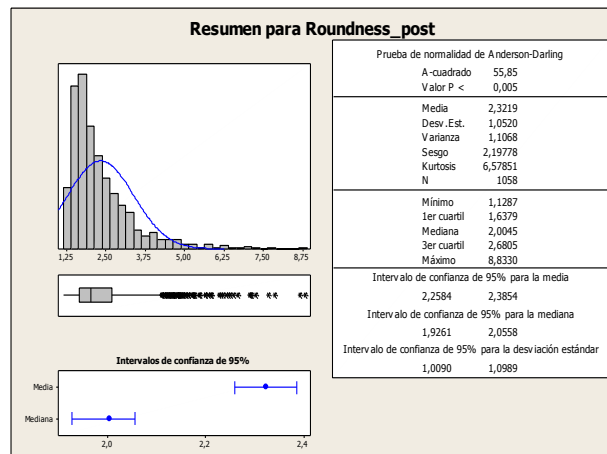 Resumen para Roundness_post
1,25 2,50 3,75 5,00 6,25 7,50 8,75
Intervalos de confianza de 95%
Media
Mediana
2,0 2,2 2,4
Prueba de normalidad de Anderson-Darling
A-cuadrado 55,85
Valor P < 0,005
Media 2,3219
Desv.Est. 1,0520
Varianza 1,1068
Sesgo 2,19778
Kurtosis 6,57851
N 1058
Mínimo 1,1287
1er cuartil 1,6379
Mediana 2,0045
3er cuartil 2,6805
Máximo 8,8330
Intervalo de confianza de 95% para la media
2,2584 2,3854
Intervalo de confianza de 95% para la mediana
1,9261 2,0558
Intervalo de confianza de 95% para la desviación estándar
1,0090 1,0989